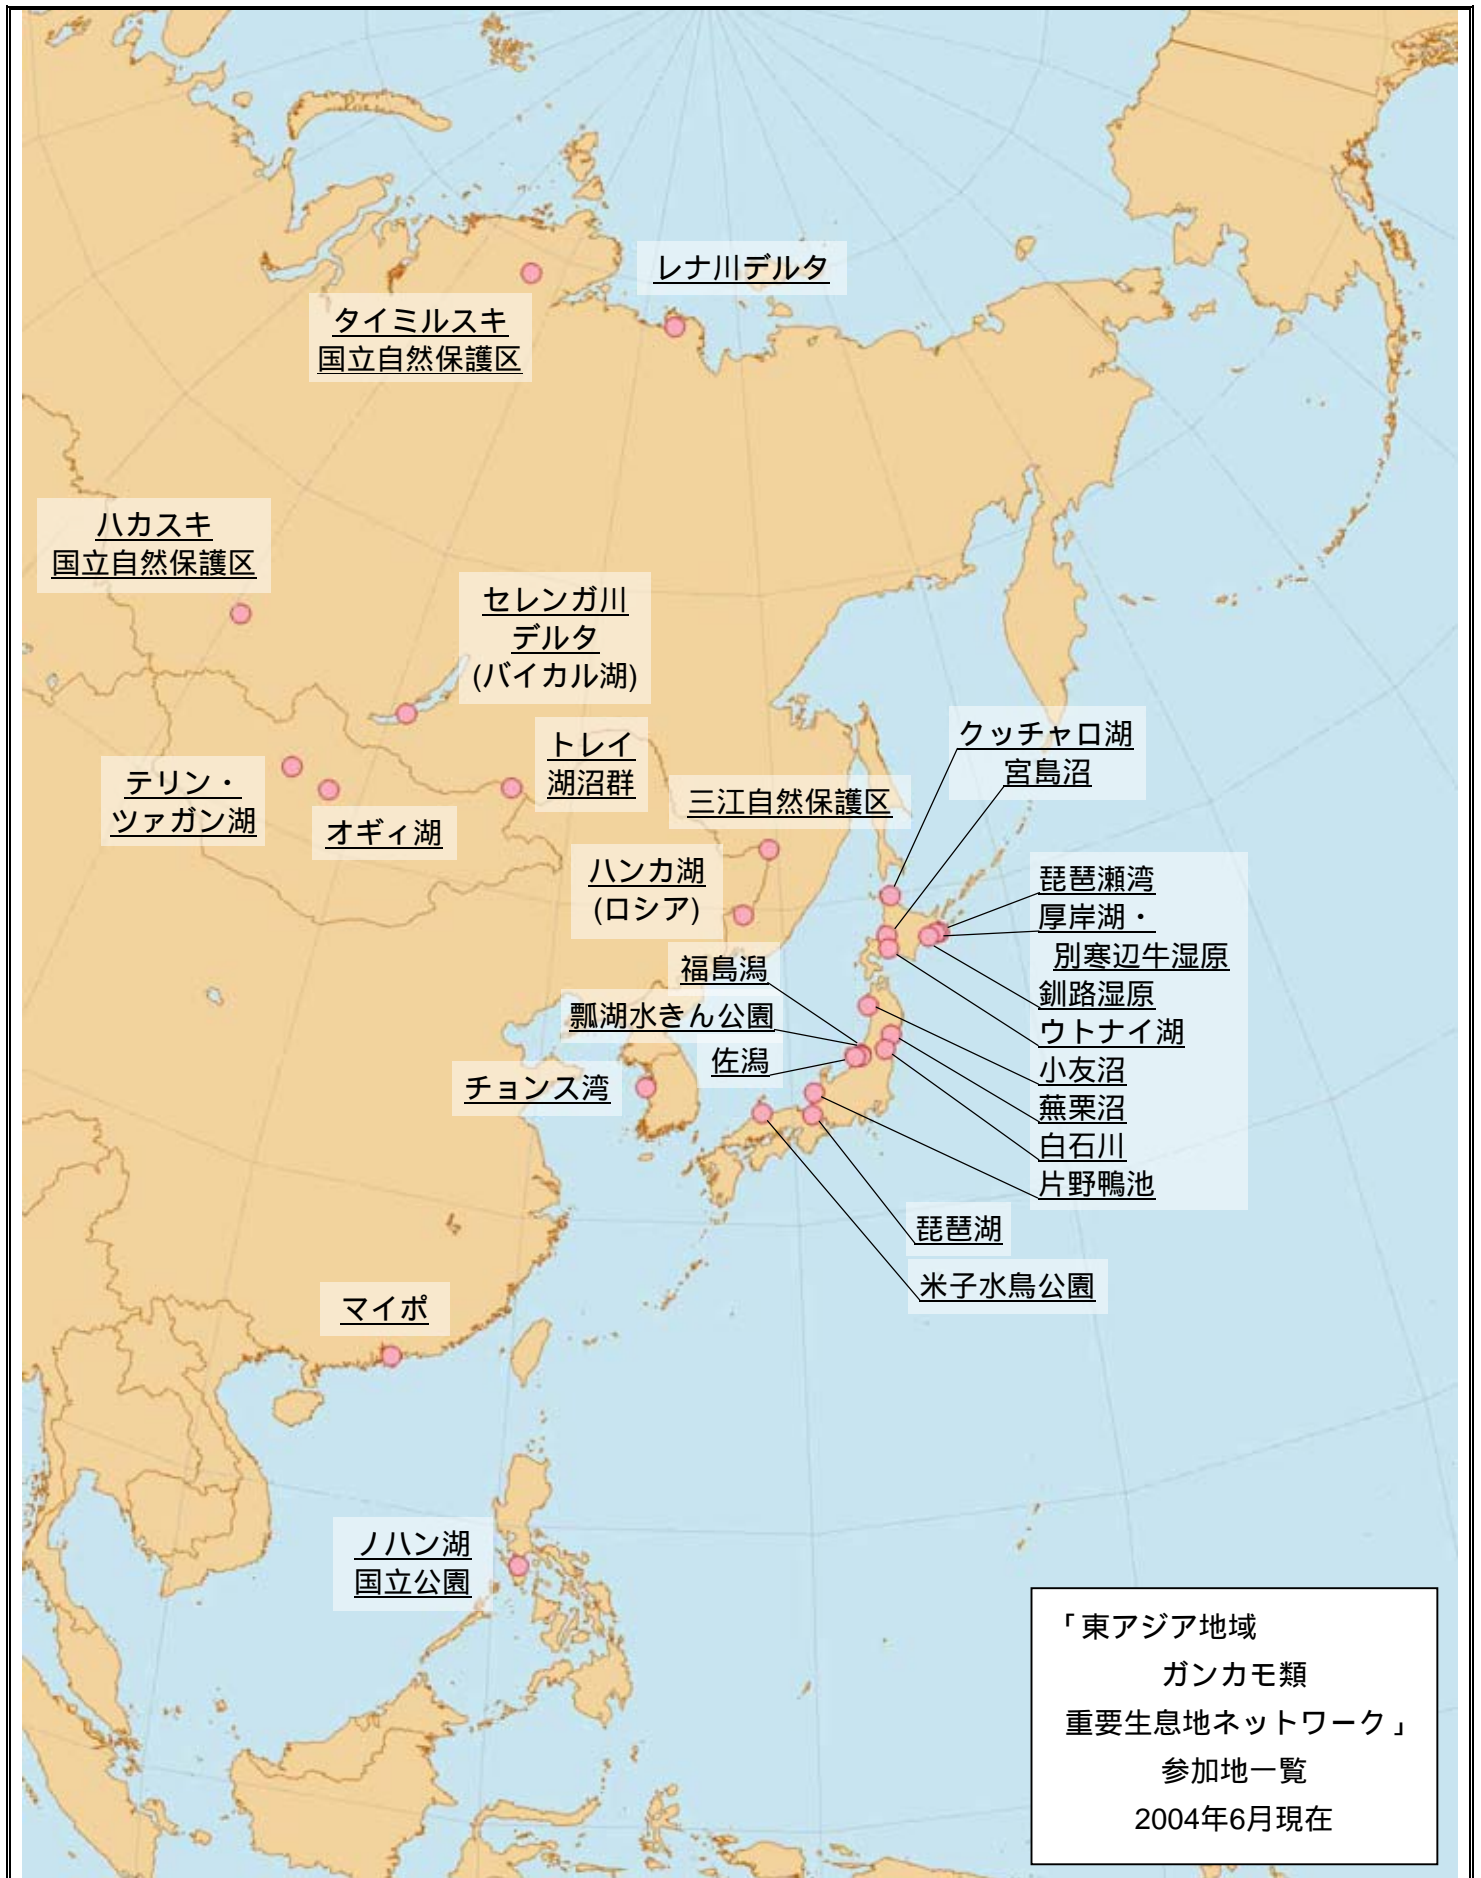 レナ川デルタ
タイミルスキ
国立自然保護区
ハカスキ
国立自然保護区
セレンガ川
デルタ
(バイカル湖)
トレイ
湖沼群
クッチャロ湖
宮島沼
テリン・
ツァガン湖
オギィ湖
三江自然保護区
ハンカ湖
(ロシア)
琵琶瀬湾
厚岸湖・
別寒辺牛湿原
釧路湿原
ウトナイ湖
小友沼
蕪栗沼
白石川
片野鴨池
福島潟
瓢湖水きん公園
佐潟
チョンス湾
琵琶湖
米子水鳥公園
マイポ
ノハン湖
国立公園
「東アジア地域
ガンカモ類
重要生息地ネットワーク」
参加地一覧
2004年6月現在